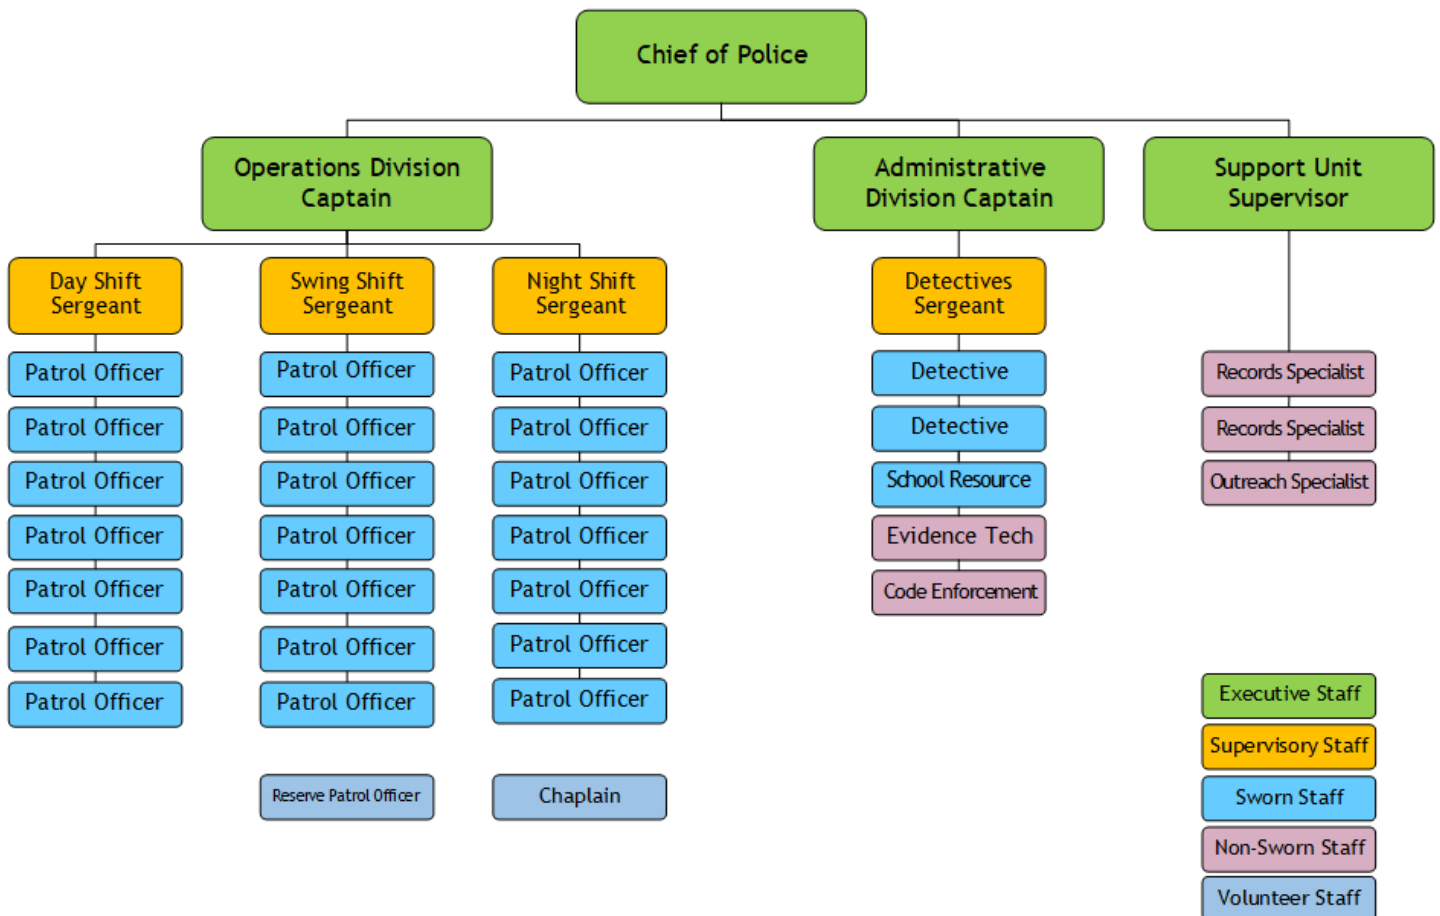 Chief of Police
Operations Division
Captain
Administrative
Division Captain
Support Unit
Supervisor
Day Shift
Sergeant
Patrol Officer
Patrol Officer
Patrol Officer
Patrol Officer
Patrol Officer
Patrol Officer
Patrol Officer
Swing Shift
Sergeant
Patrol Officer
Patrol Officer
Patrol Officer
Patrol Officer
Patrol Officer
Patrol Officer
Patrol Officer
Reserve Patrol Officer
Night Shift
Sergeant
Patrol Officer
Patrol Officer
Patrol Officer
Patrol Officer
Patrol Officer
Patrol Officer
Patrol Officer
Chaplain
Detectives
Sergeant
Detective
Detective
School Resource
Evidence Tech
Code Enforcement
Records Specialist
Records Specialist
Outreach Specialist
Executive Staff
Supervisory Staff
Sworn Staff
Non-Sworn Staff
Volunteer Staff